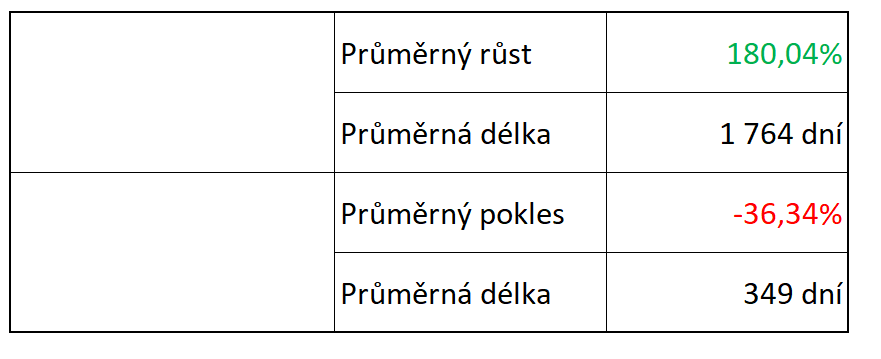 Průměrný růst 180,04%
Průměrná délka 1 764 dní
Průměrný pokles -36,34%
Průměrná délka 349 dní